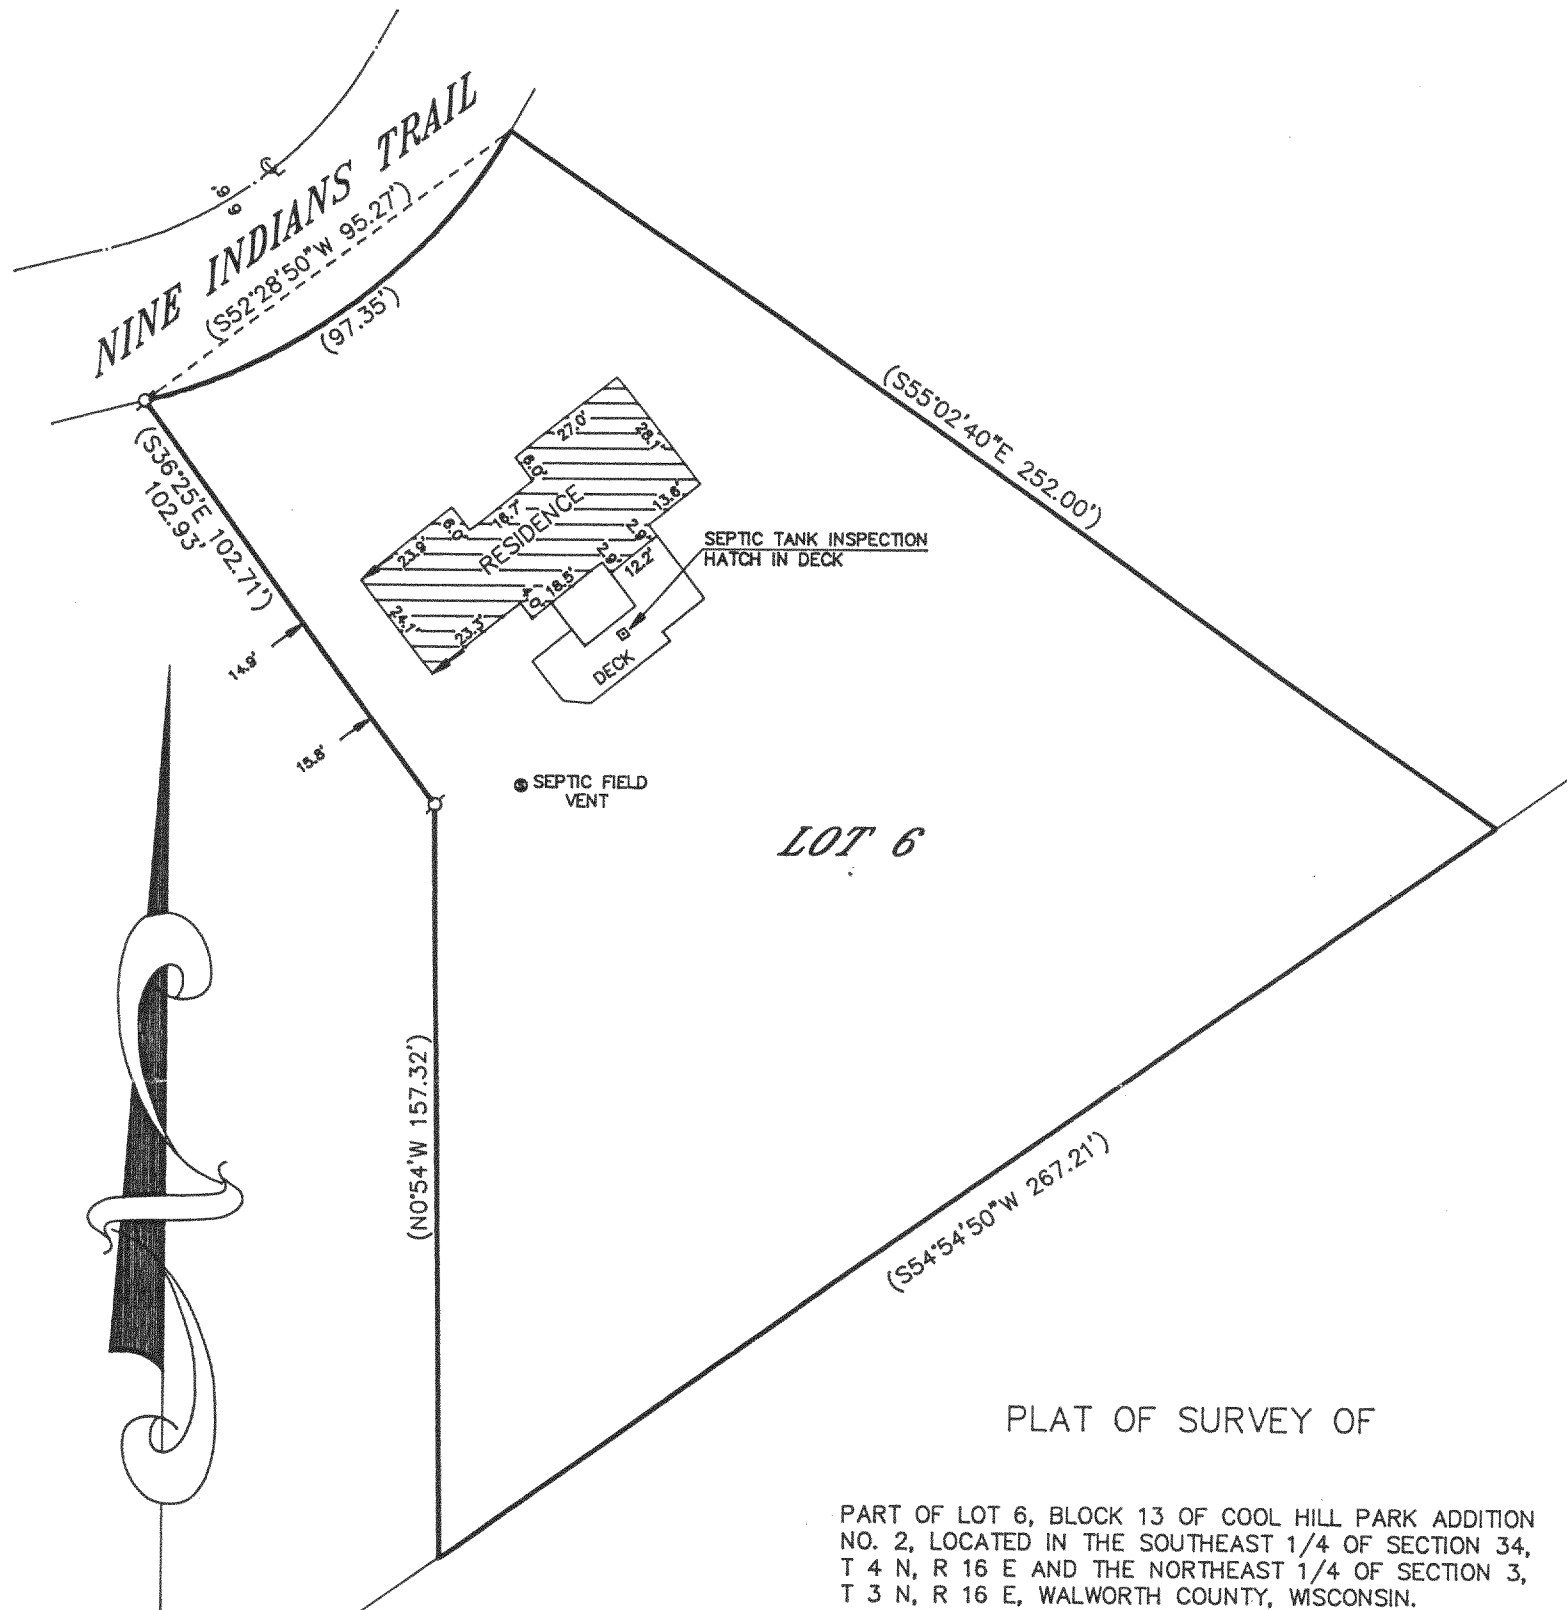 NINE INDIANS TRAIL
66'
(S52°28'50"W 95.27')
(97.35')
(S36°25'E 102.71')
102.93'
(S55°02'40"E 252.00')
27.0'
28.1'
6.0'
16.7'
13.6'
RESIDENCE
6.0'
23.9'
2.9'
2.9'
12.2'
18.5'
4.0'
24.1'
23.3'
SEPTIC TANK INSPECTION
HATCH IN DECK
DECK
14.9'
15.8'
S SEPTIC FIELD
VENT
LOT 6
(N0°54'W 157.32')
(S54°54'50"W 267.21')
PLAT OF SURVEY OF
PART OF LOT 6, BLOCK 13 OF COOL HILL PARK ADDITION
NO. 2, LOCATED IN THE SOUTHEAST 1/4 OF SECTION 34,
T 4 N, R 16 E AND THE NORTHEAST 1/4 OF SECTION 3,
T 3 N, R 16 E, WALWORTH COUNTY, WISCONSIN.